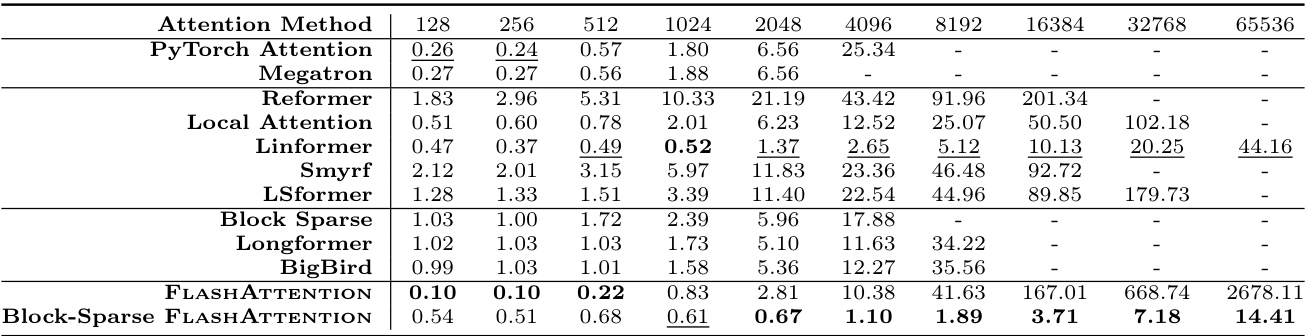 Attention Method 128 256 512 1024 2048 4096 8192 16384 32768 65536
PyTorch Attention 0.26 0.24 0.57 1.80 6.56 25.34 - - - -
Megatron 0.27 0.27 0.56 1.88 6.56 - - - - -
Reformer 1.83 2.96 5.31 10.33 21.19 43.42 91.96 201.34 - -
Local Attention 0.51 0.60 0.78 2.01 6.23 12.52 25.07 50.50 102.18 -
Linformer 0.47 0.37 0.49 0.52 1.37 2.65 5.12 10.13 20.25 44.16
Smyrf 2.12 2.01 3.15 5.97 11.83 23.36 46.48 92.72 - -
LSformer 1.28 1.33 1.51 3.39 11.40 22.54 44.96 89.85 179.73 -
Block Sparse 1.03 1.00 1.72 2.39 5.96 17.88 - - - -
Longformer 1.02 1.03 1.03 1.73 5.10 11.63 34.22 - - -
BigBird 0.99 1.03 1.01 1.58 5.36 12.27 35.56 - - -
FlashAttention 0.10 0.10 0.22 0.83 2.81 10.38 41.63 167.01 668.74 2678.11
Block-Sparse FlashAttention 0.54 0.51 0.68 0.61 0.67 1.10 1.89 3.71 7.18 14.41